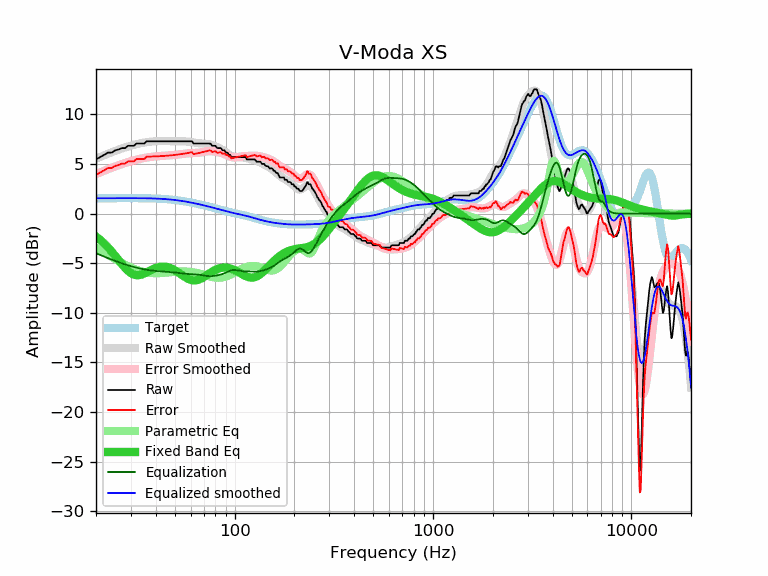 V-Moda XS
10
5
0
−5
−10
−15
−20
−25
−30
Amplitude (dBr)
Target
Raw Smoothed
Error Smoothed
Raw
Error
Parametric Eq
Fixed Band Eq
Equalization
Equalized smoothed
100 1000 10000
Frequency (Hz)